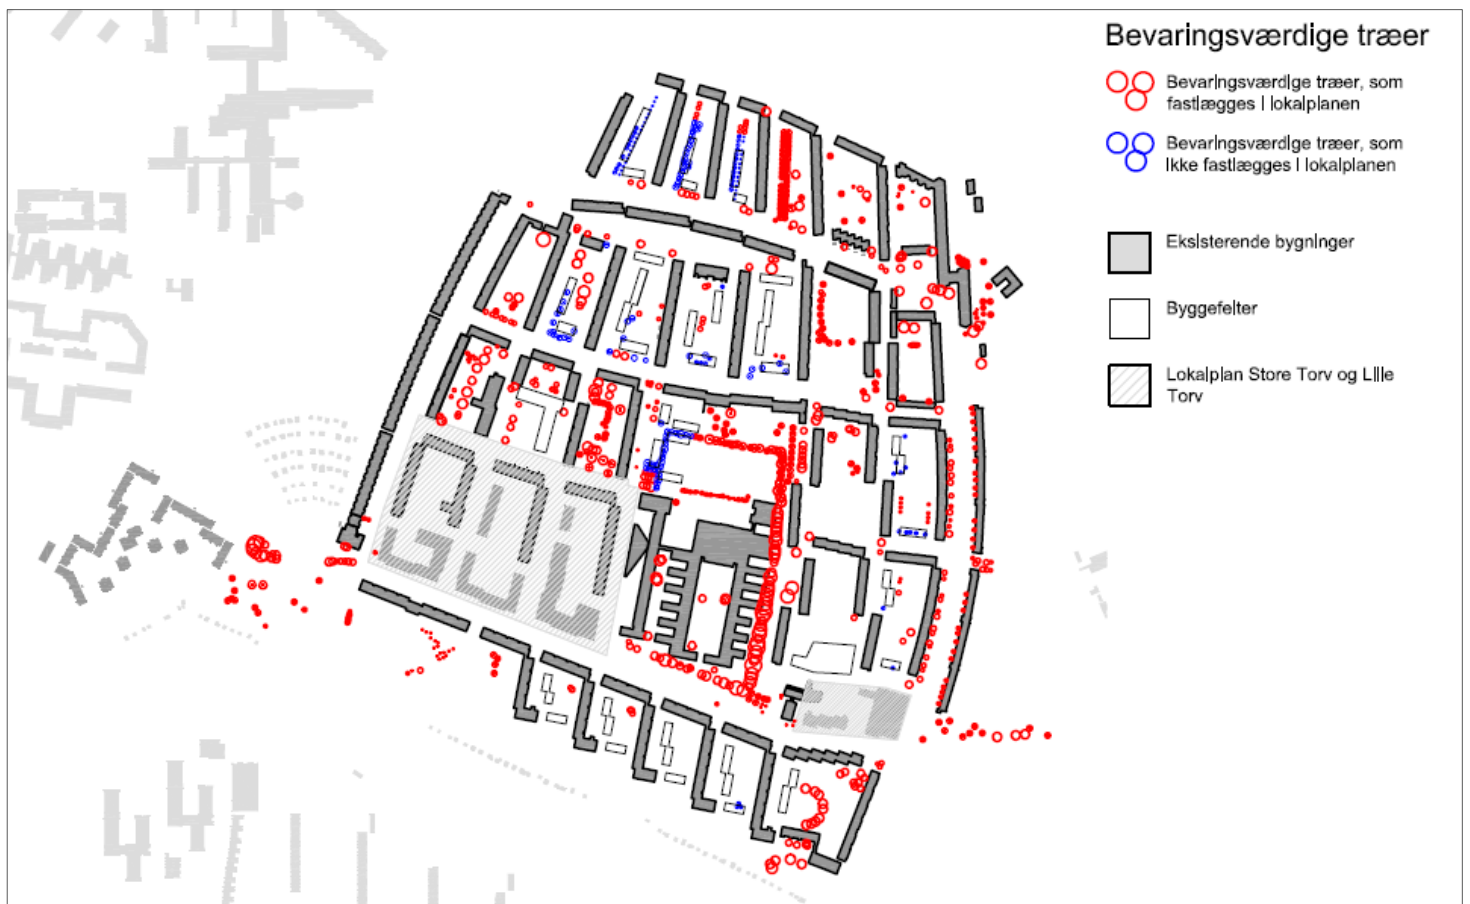 Bevaringsværdige træer
Bevaringsværdige træer, som
fastlægges i lokalplanen
Bevaringsværdige træer, som
ikke fastlægges i lokalplanen
Eksisterende bygninger
Byggefelter
Lokalplan Store Torv og Lille
Torv